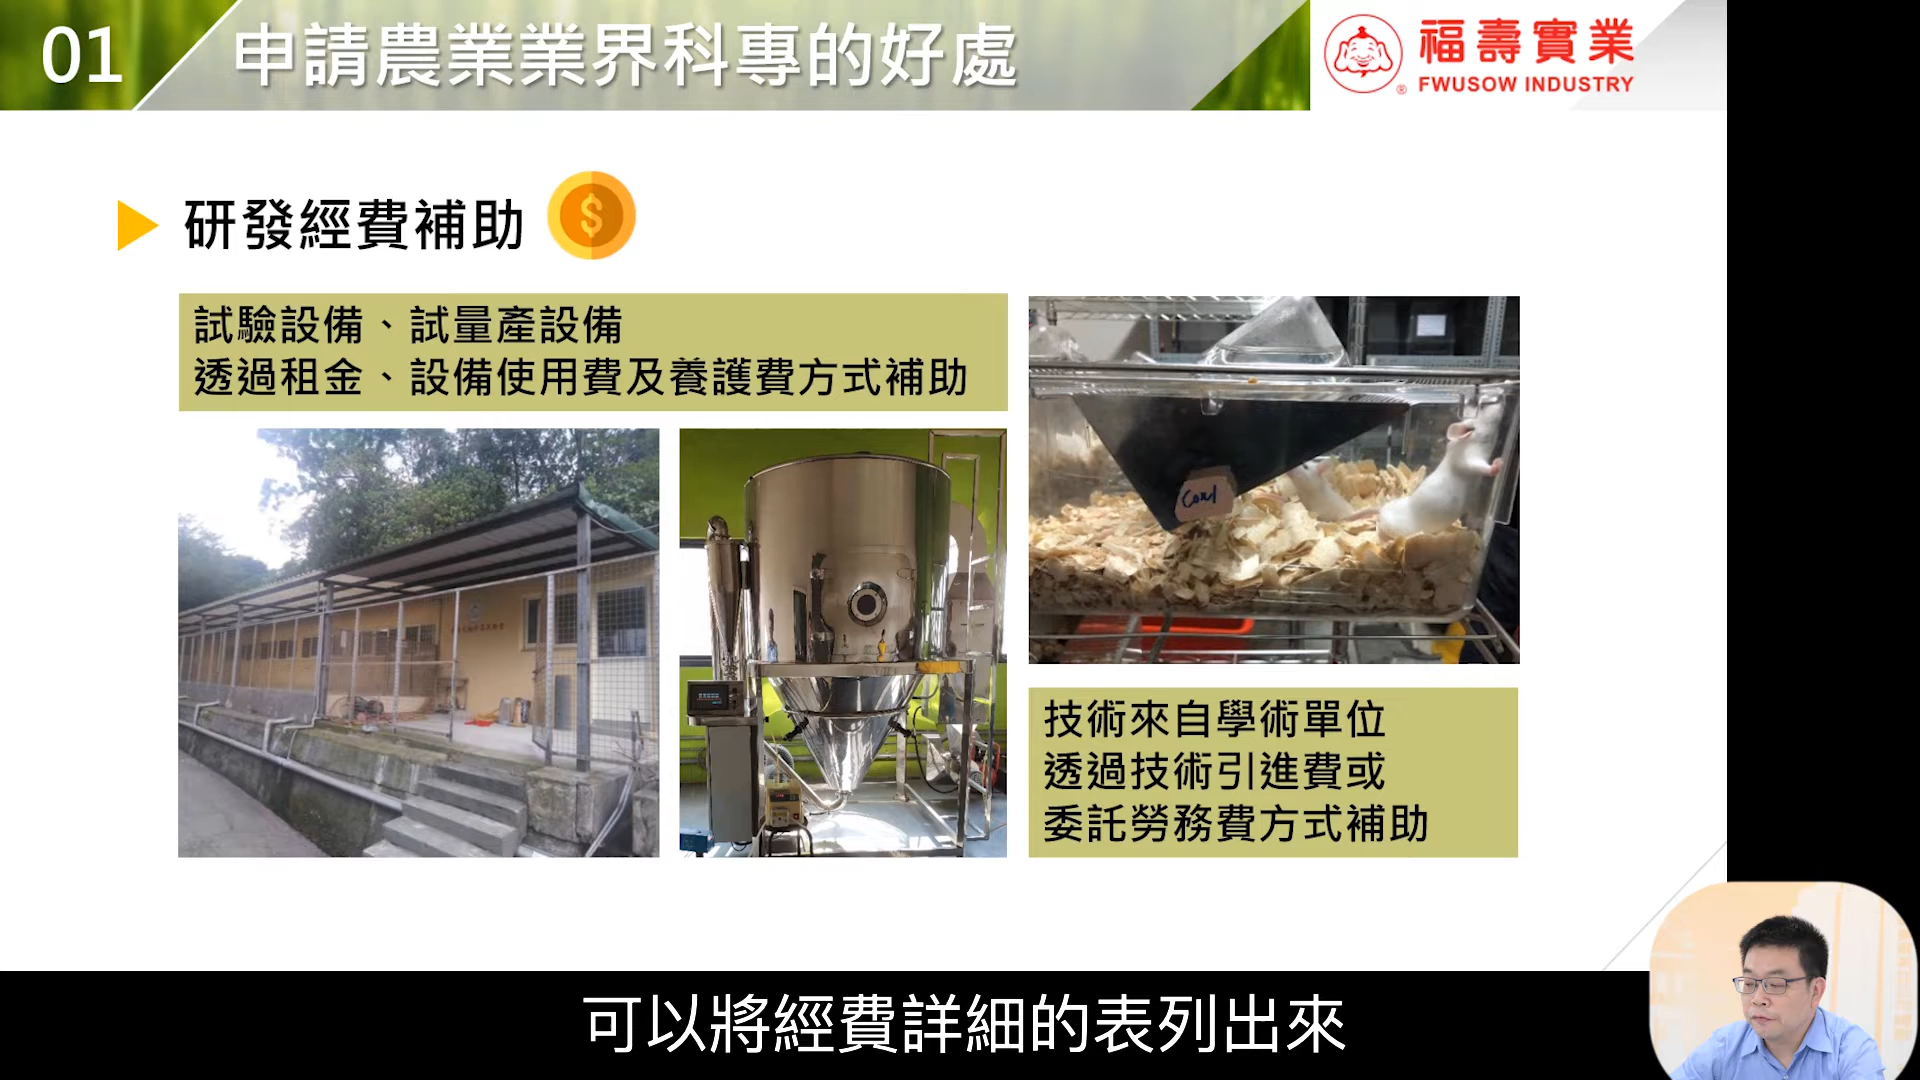 01
申請農業業界科專的好處
福壽實業
® FWUSOW INDUSTRY
研發經費補助
$
試驗設備、試量產設備
透過租金、設備使用費及養護費方式補助
技術來自學術單位
透過技術引進費或
委託勞務費方式補助
可以將經費詳細的表列出來